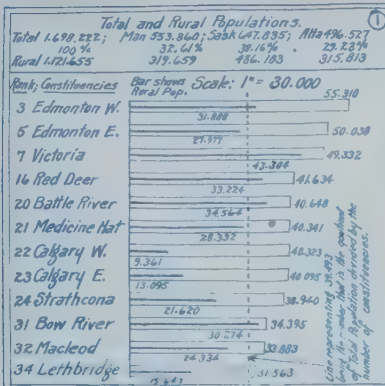 ①
Total and Rural Populations.
Total 1.698,222; Man 553.860; Sask 647.835; Alta 496.527
100% 32.61% 38.16% 29.23%
Rural 1.121.655 319.659 486.183 315,813
Rank; Constituencies Bar shows Rural Pop. Scale: 1" = 30.000
3 Edmonton W. 55.310
31.888
5 Edmonton E. 50.038
27.977
7 Victoria 49.332
43.304
16 Red Deer 41.634
33.224
20 Battle River 40.648
34.564
21 Medicine Hat 40.341
28.332
22 Calgary W. 40.323
9.361
23 Calgary E. 40.095
13.095
24 Strathcona 38.940
21.620
31 Bow River 34.395
30.274
32 Macleod 33.883
24.334
34 Lethbridge 31.563
15.641
Line representing 39.493
being the number that is the quotient
of Total Population divided by the
number of constituencies.